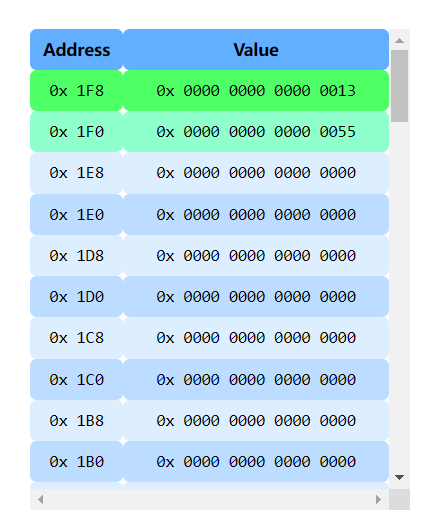 Address Value
0x 1F8 0x 0000 0000 0000 0013
0x 1F0 0x 0000 0000 0000 0055
0x 1E8 0x 0000 0000 0000 0000
0x 1E0 0x 0000 0000 0000 0000
0x 1D8 0x 0000 0000 0000 0000
0x 1D0 0x 0000 0000 0000 0000
0x 1C8 0x 0000 0000 0000 0000
0x 1C0 0x 0000 0000 0000 0000
0x 1B8 0x 0000 0000 0000 0000
0x 1B0 0x 0000 0000 0000 0000